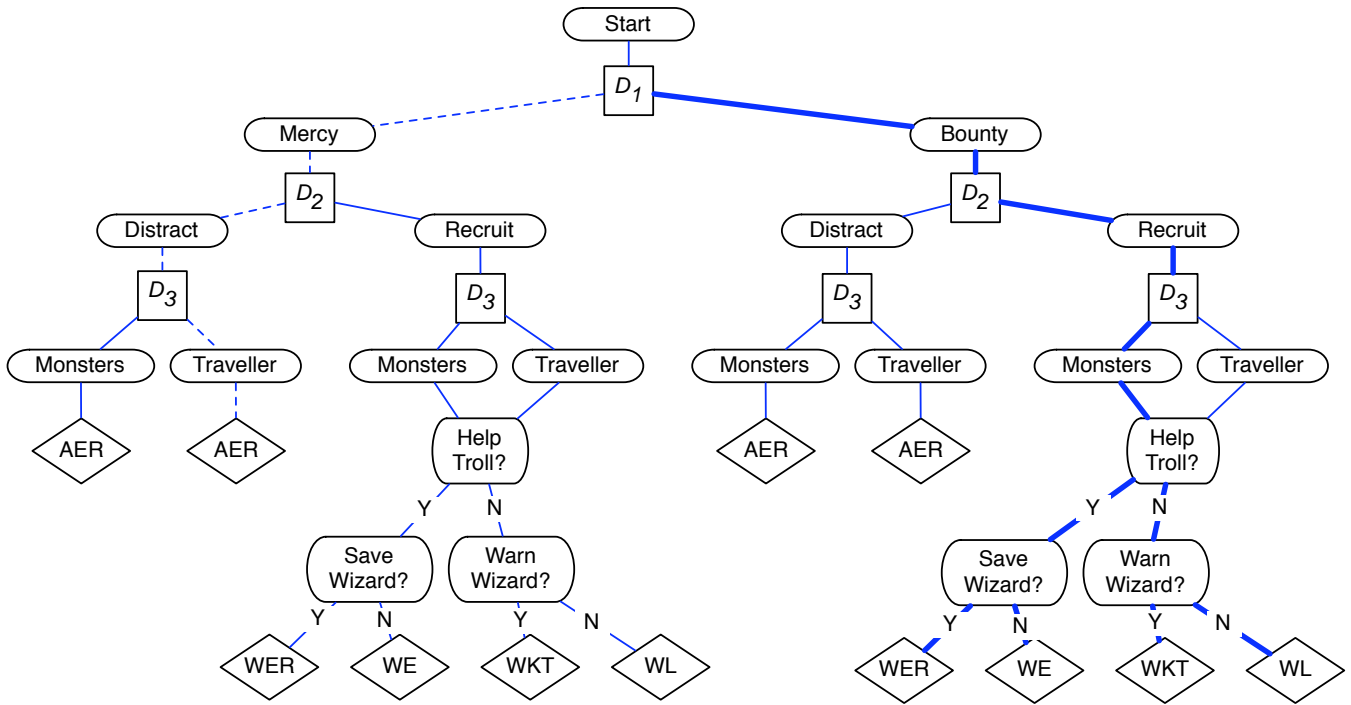 Start
D1
Mercy
Bounty
D2
D2
Distract
Recruit
Distract
Recruit
D3
D3
D3
D3
Monsters
Traveller
Monsters
Traveller
Monsters
Traveller
Monsters
Traveller
AER
AER
Help
Troll?
AER
AER
Help
Troll?
Y
N
Y
N
Save
Wizard?
Warn
Wizard?
Save
Wizard?
Warn
Wizard?
Y
N
Y
N
Y
N
Y
N
WER
WE
WKT
WL
WER
WE
WKT
WL